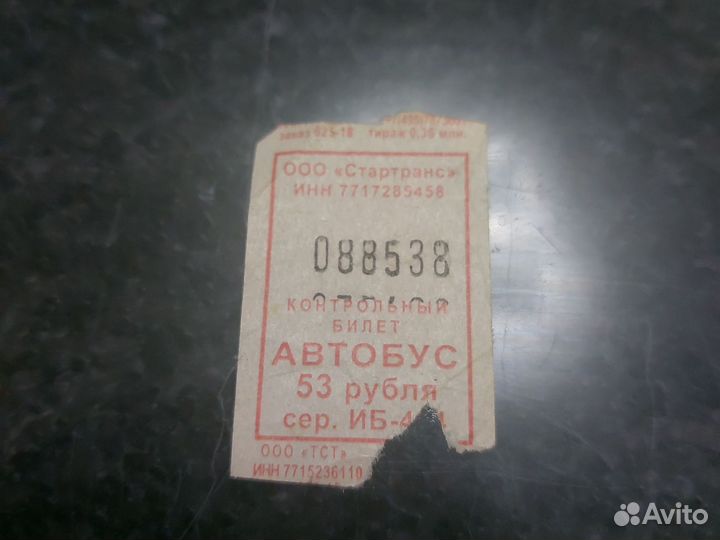 заказ 025-18 тираж 0,36 млн.
ООО «Стартранс»
ИНН 7717285458
088538
КОНТРОЛЬНЫЙ
БИЛЕТ
АВТОБУС
53 рубля
сер. ИБ-4
ООО «ТСТ»
ИНН 7715236110
Avito